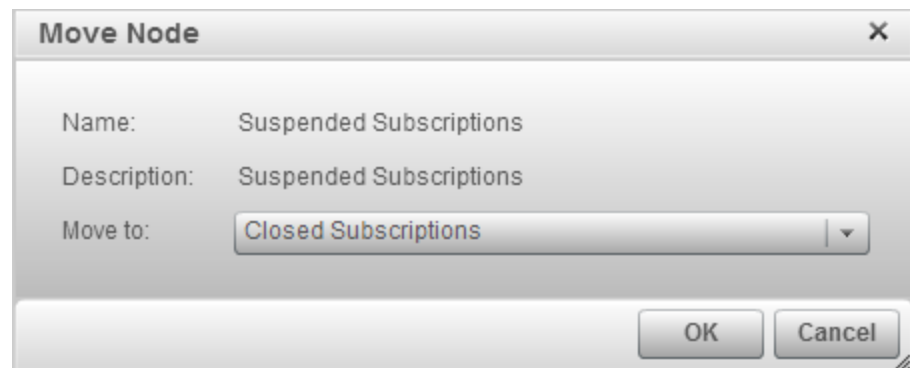 Move Node
Name: Suspended Subscriptions
Description: Suspended Subscriptions
Move to: Closed Subscriptions
OK Cancel